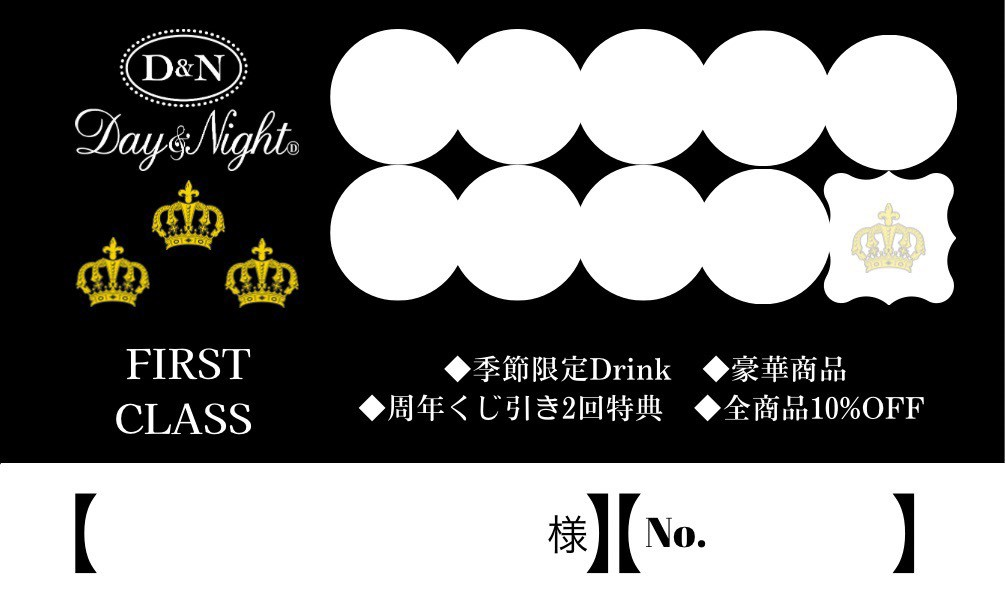 D&N
Day&Night
FIRST
CLASS
◆季節限定Drink ◆豪華商品
◆周年くじ引き2回特典 ◆全商品10%OFF
【 様】【No. 】